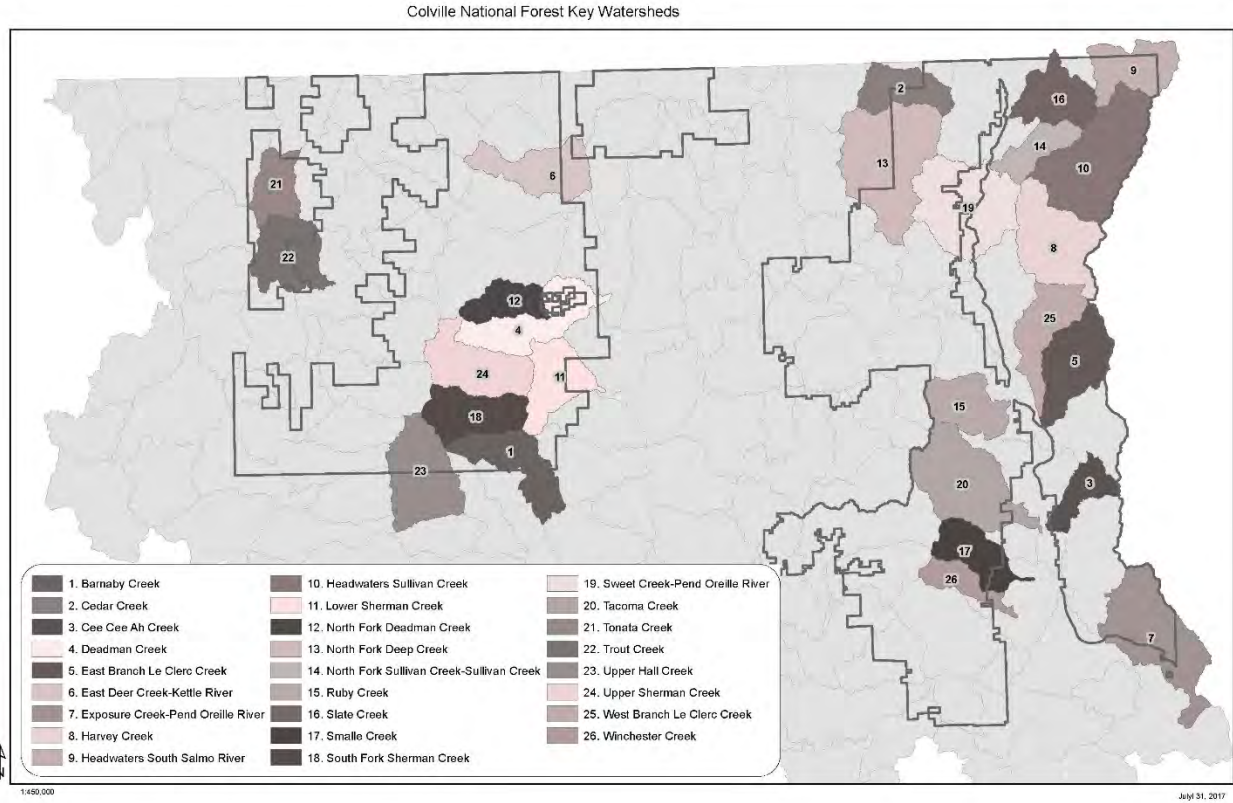 Colville National Forest Key Watersheds
9
2
16
14
13
10
21
6
19
8
22
12
25
4
5
24
11
15
18
1
23
20
3
17
26
7
1. Barnaby Creek
2. Cedar Creek
3. Cee Cee Ah Creek
4. Deadman Creek
5. East Branch Le Clerc Creek
6. East Deer Creek-Kettle River
7. Exposure Creek-Pend Oreille River
8. Harvey Creek
9. Headwaters South Salmo River
10. Headwaters Sullivan Creek
11. Lower Sherman Creek
12. North Fork Deadman Creek
13. North Fork Deep Creek
14. North Fork Sullivan Creek-Sullivan Creek
15. Ruby Creek
16. Slate Creek
17. Smalle Creek
18. South Fork Sherman Creek
19. Sweet Creek-Pend Oreille River
20. Tacoma Creek
21. Tonata Creek
22. Trout Creek
23. Upper Hall Creek
24. Upper Sherman Creek
25. West Branch Le Clerc Creek
26. Winchester Creek
1:450,000
Julyl 31, 2017